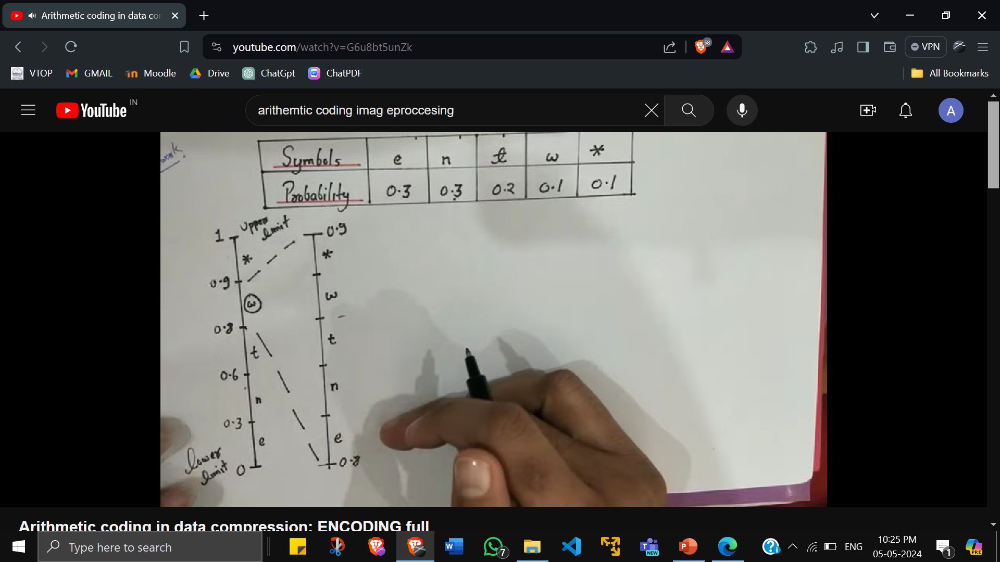 Arithmetic coding in data co
youtube.com/watch?v=G6u8bt5unZk
58
VPN
VTOP
GMAIL
Moodle
Drive
ChatGpt
ChatPDF
All Bookmarks
YouTube IN
arithemtic coding imag eproccesing
A
work.
Symbols e n t w *
Probability 0.3 0.3 0.2 0.1 0.1
1 upper limit 0.9
* *
0.9
w w
0.8
t t
0.6
n n
0.3
e e
lower limit 0 0.8
Arithmetic coding in data compression: ENCODING full
Type here to search
7
NEW
ENG
10:25 PM
05-05-2024
1
PRE